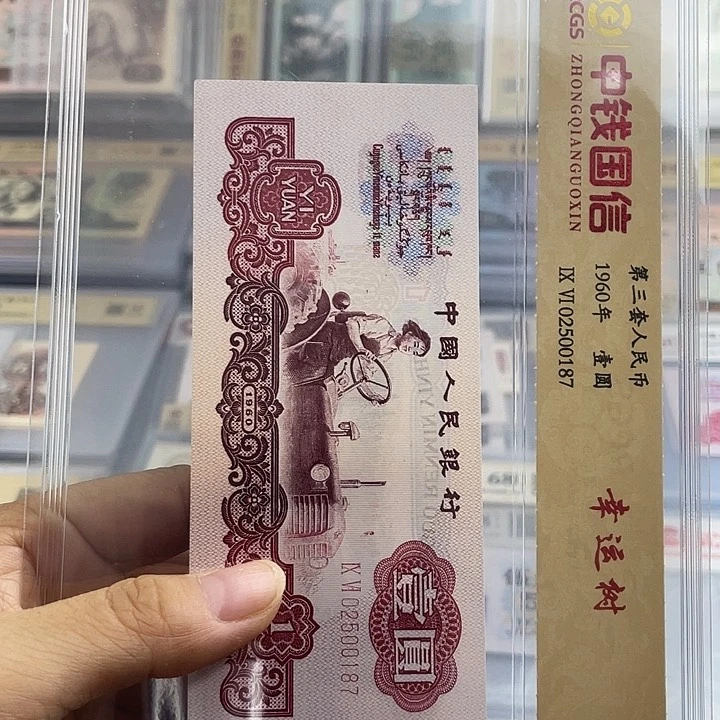 CCGS
中钱国信
ZHONGQIANGUOXIN
第三套人民币
1960年 壹圆
IX VI 02500187
幸运树
中國人民銀行
YI
YUAN
1960
壹圓
IX VI 02500187
1